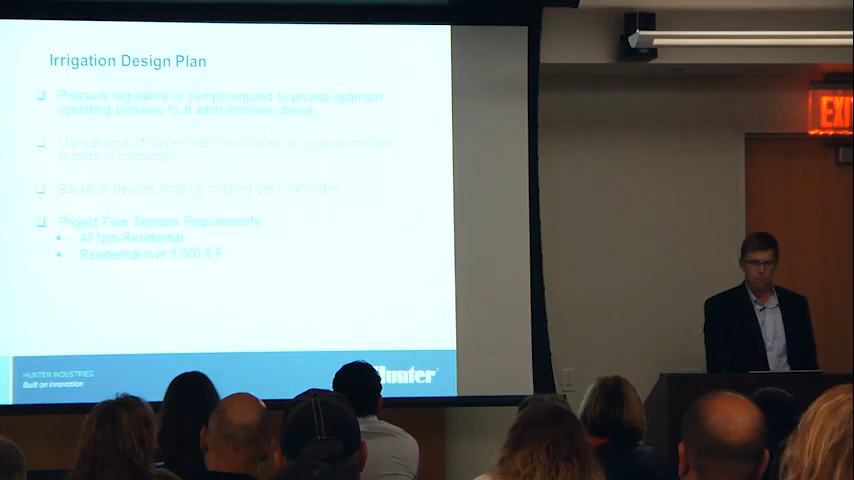 Irrigation Design Plan
❑ Pressure regulators or pumps required to provide optimum
operating pressure to at each emission device.
❑ Manual shut-off valves shall be installed as close as possible
to point of connection
❑ Backflow devices shall be installed per local codes
❑ Project Flow Sensors Requirements
▪ All Non-Residential
▪ Residential over 5,000 S.F.
HUNTER INDUSTRIES
Built on Innovation
Hunter
EXI